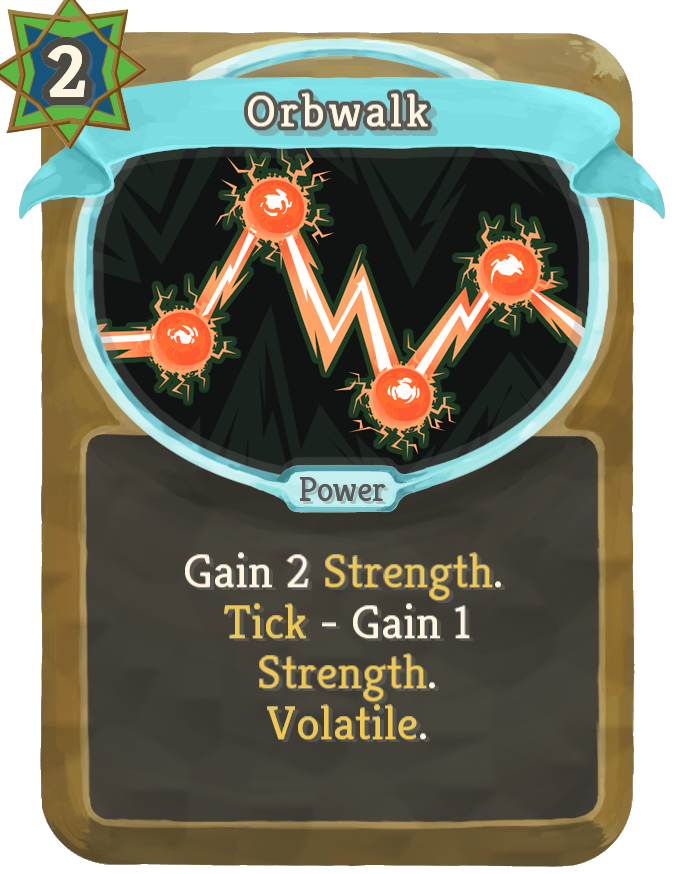 2
Orbwalk
Power
Gain 2 Strength.
Tick - Gain 1
Strength.
Volatile.